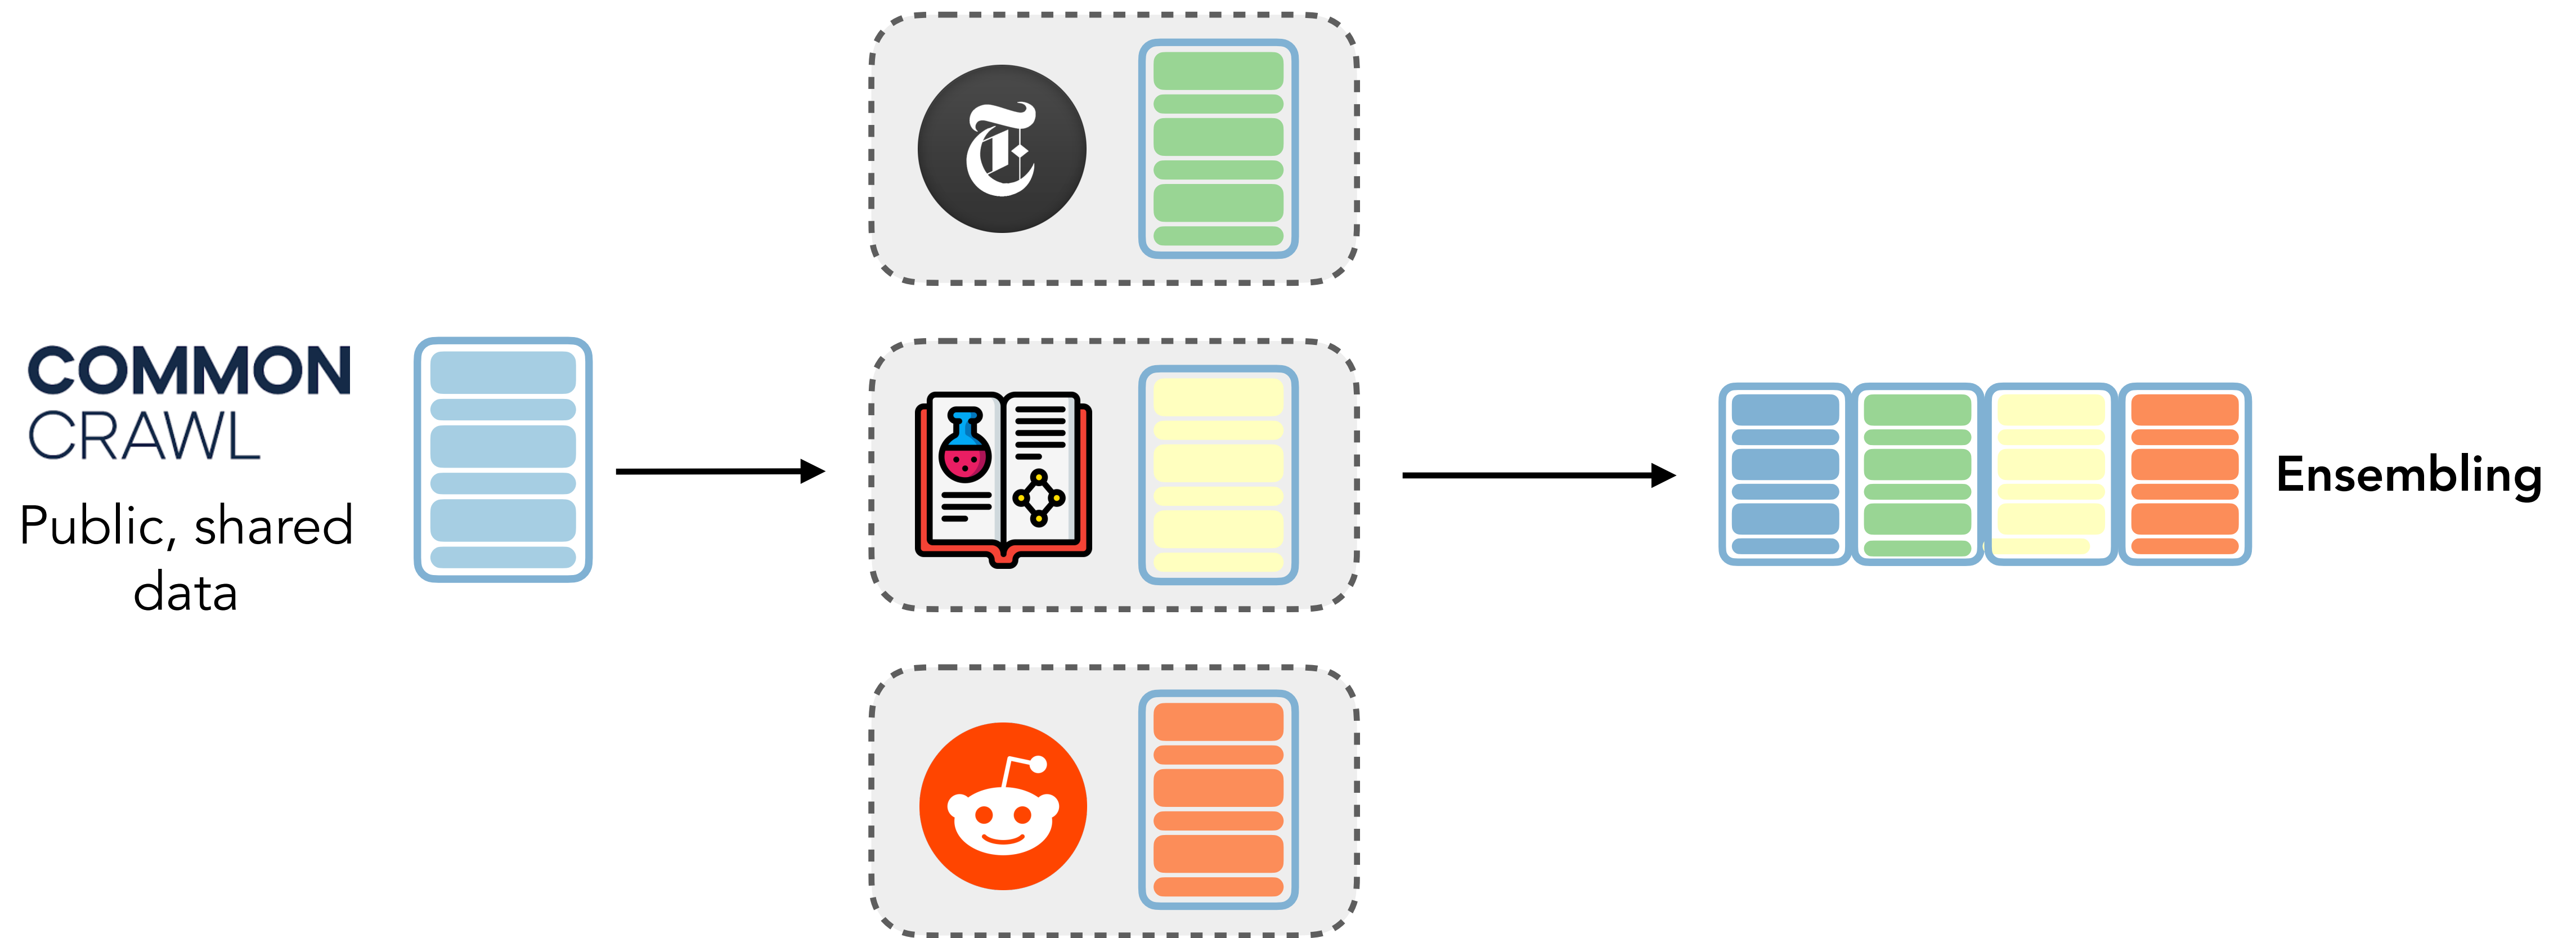 COMMON
CRAWL
Public, shared
data
T
Ensembling